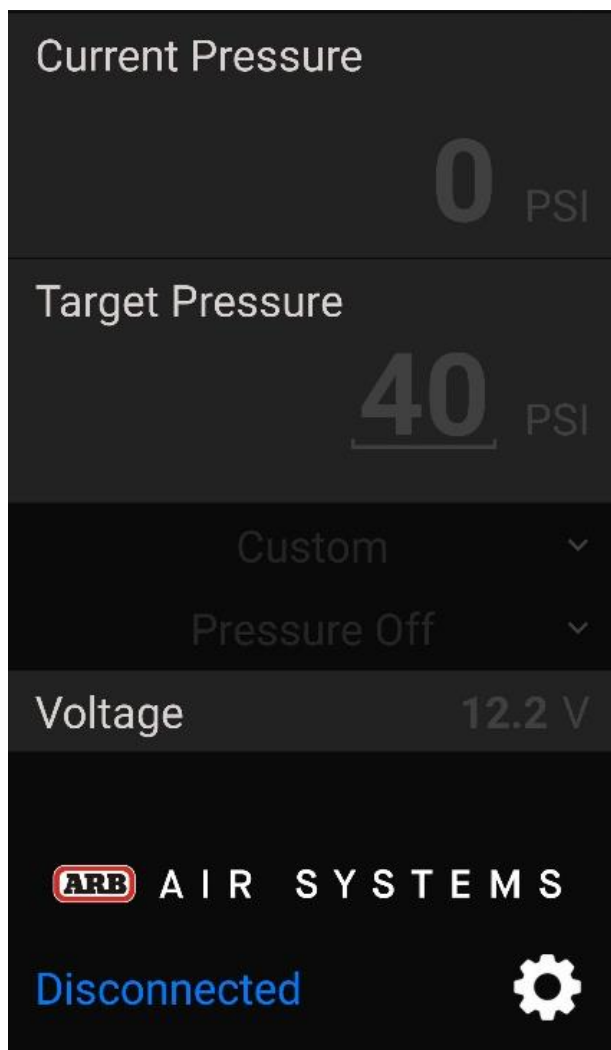 Current Pressure
0 PSI
Target Pressure
40 PSI
Custom
Pressure Off
Voltage 12.2 V
ARB AIR SYSTEMS
Disconnected